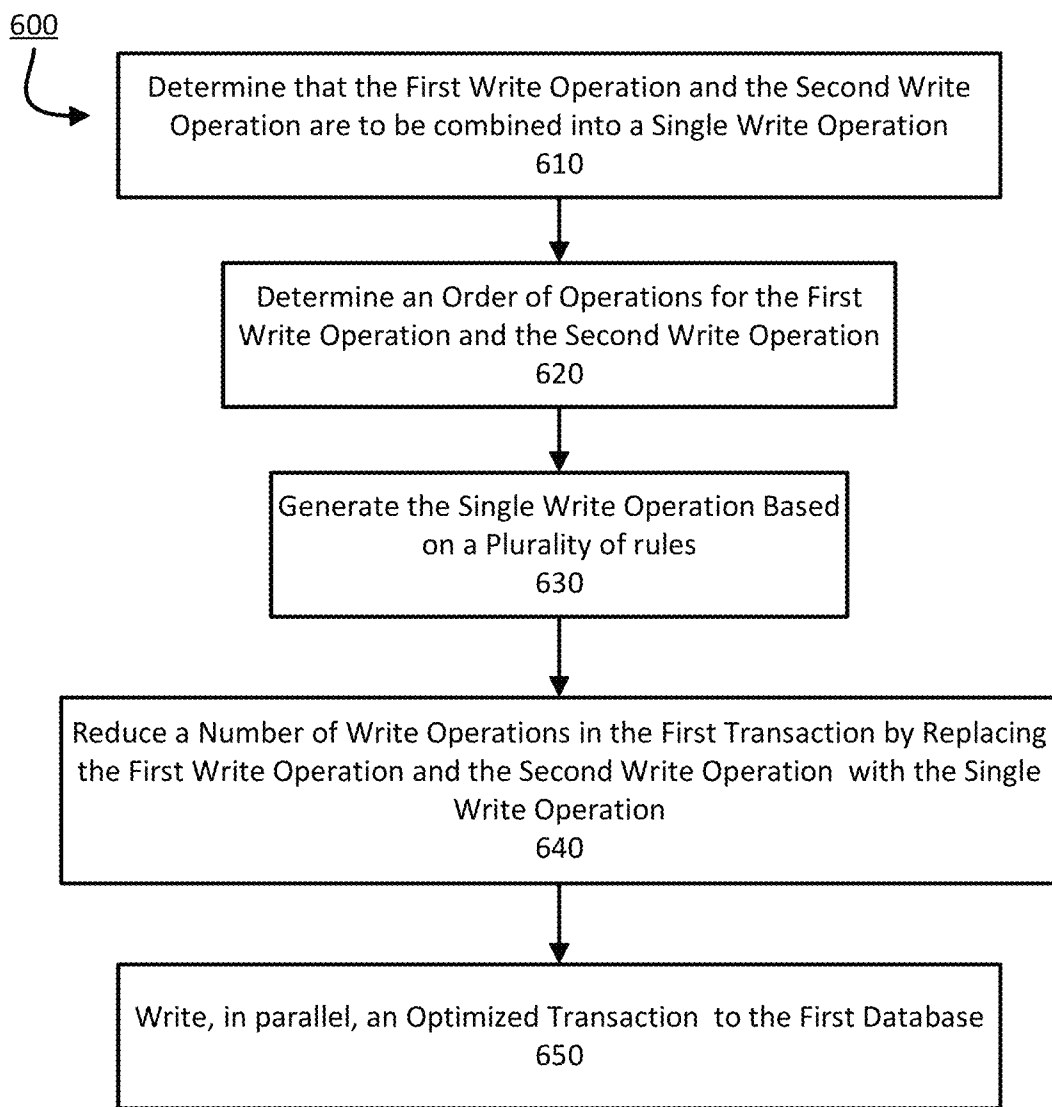 600
Determine that the First Write Operation and the Second Write
Operation are to be combined into a Single Write Operation
610
Determine an Order of Operations for the First
Write Operation and the Second Write Operation
620
Generate the Single Write Operation Based
on a Plurality of rules
630
Reduce a Number of Write Operations in the First Transaction by Replacing
the First Write Operation and the Second Write Operation with the Single
Write Operation
640
Write, in parallel, an Optimized Transaction to the First Database
650